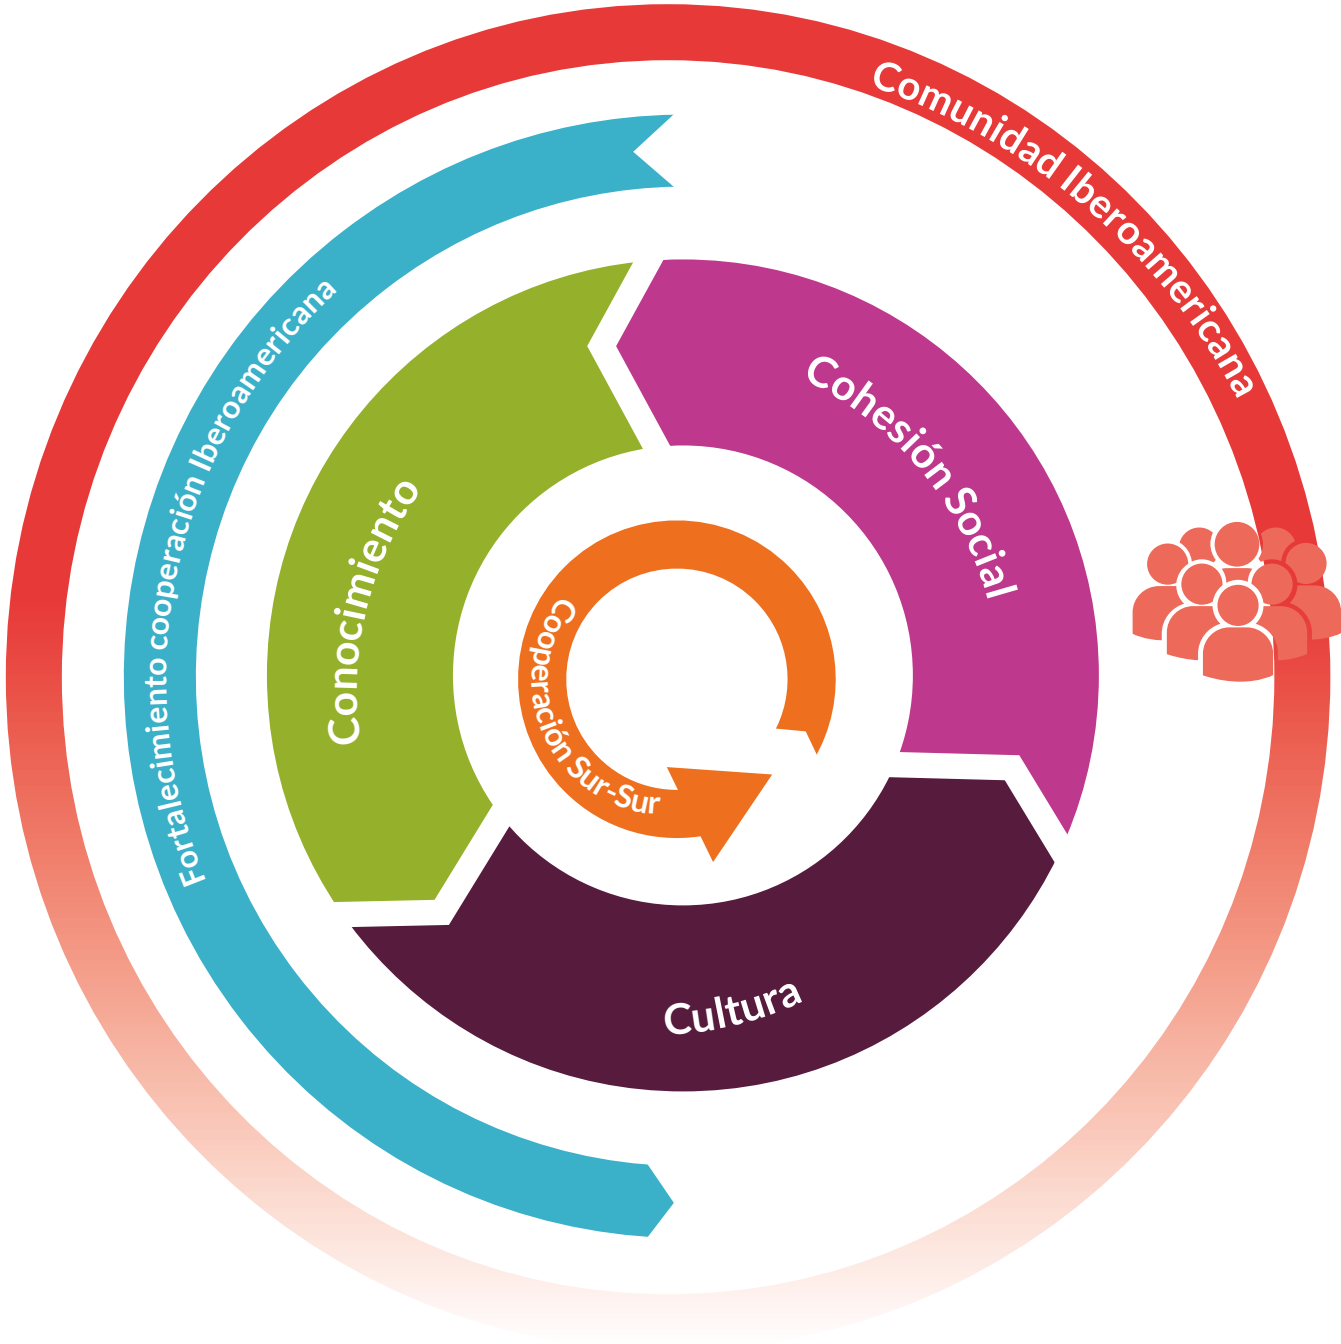 Comunidad Iberoamericana
Fortalecimiento cooperación Iberoamericana
Conocimiento
Cohesión Social
Cultura
Cooperación Sur-Sur